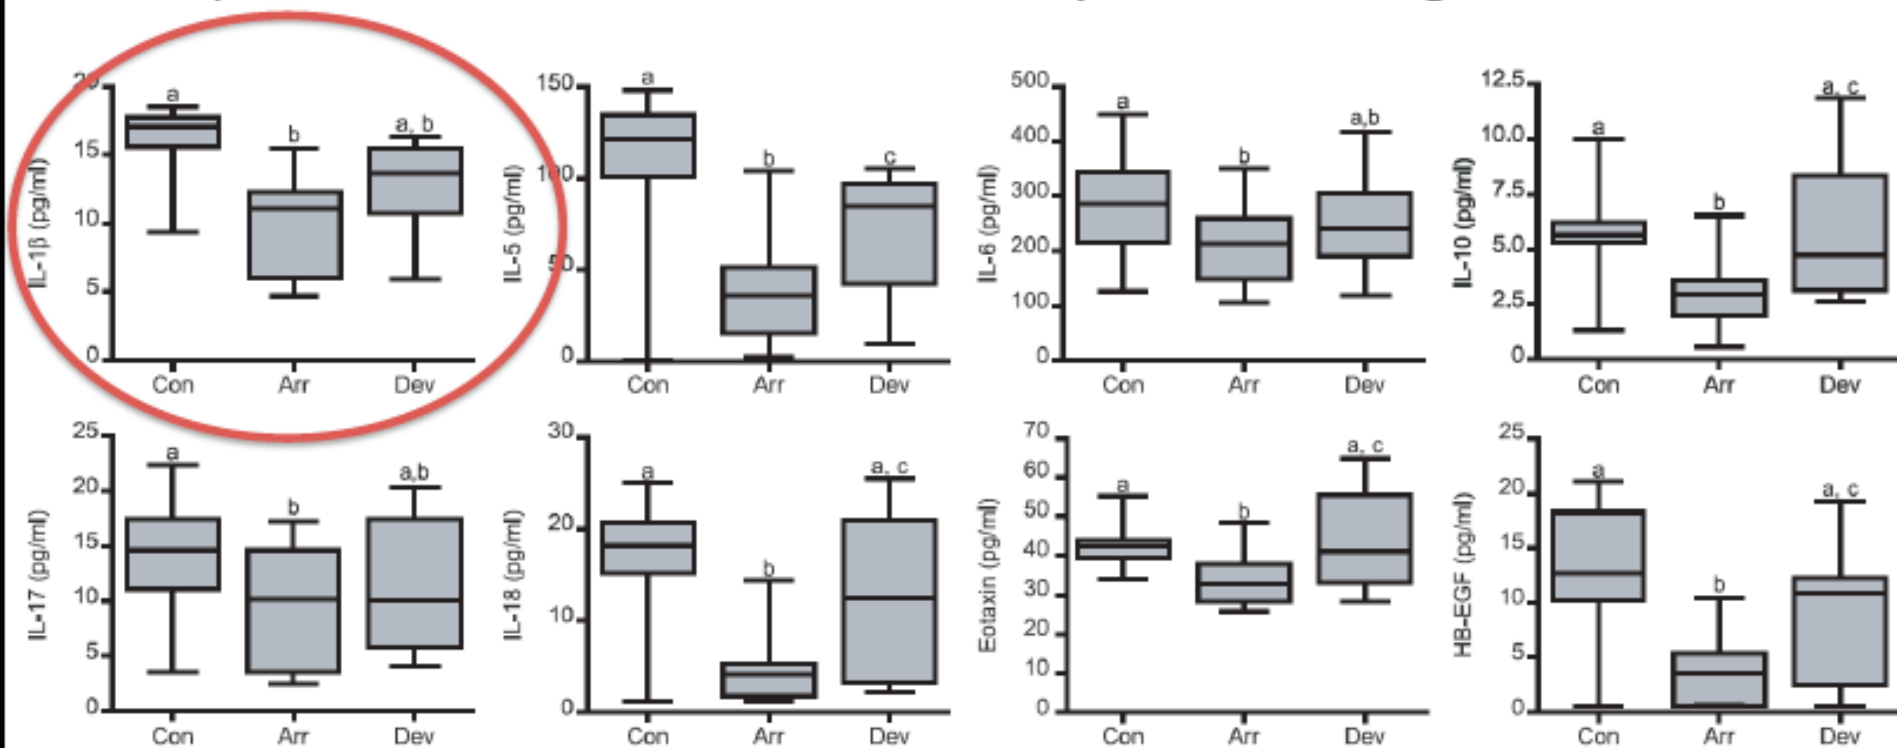 20
15
10
5
0
IL-1β (pg/ml)
a
b
a, b
Con Arr Dev
150
100
50
0
IL-5 (pg/ml)
a
b
c
Con Arr Dev
500
400
300
200
100
0
IL-6 (pg/ml)
a
b
a,b
Con Arr Dev
12.5
10.0
7.5
5.0
2.5
0
IL-10 (pg/ml)
a
b
a, c
Con Arr Dev
25
20
15
10
5
0
IL-17 (pg/ml)
a
b
a,b
Con Arr Dev
30
20
10
0
IL-18 (pg/ml)
a
b
a, c
Con Arr Dev
70
60
50
40
30
20
10
0
Eotaxin (pg/ml)
a
b
a, c
Con Arr Dev
25
20
15
10
5
0
HB-EGF (pg/ml)
a
b
a, c
Con Arr Dev